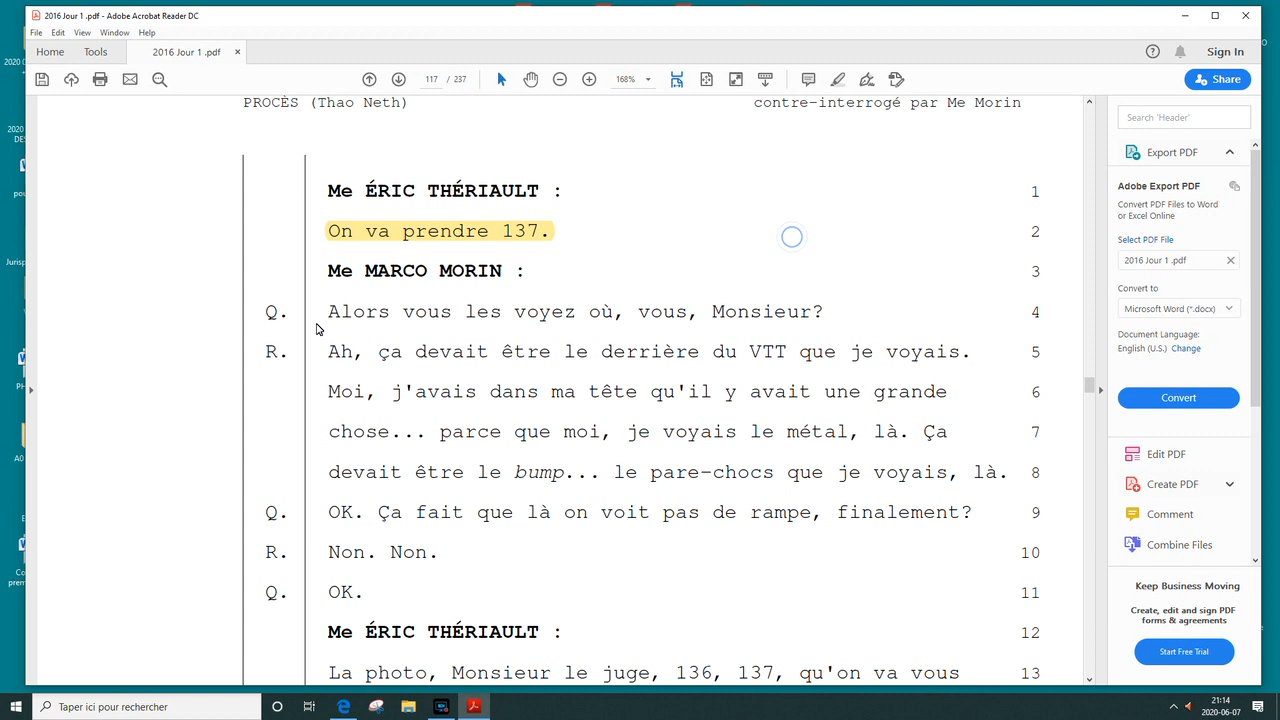 2016 Jour 1 .pdf - Adobe Acrobat Reader DC
File Edit View Window Help
Home Tools 2016 Jour 1 .pdf × Sign In
117 / 237 168% Share
PROCÈS (Thao Neth) contre-interrogé par Me Morin
Me ÉRIC THÉRIAULT : 1
On va prendre 137. 2
Me MARCO MORIN : 3
Q. Alors vous les voyez où, vous, Monsieur? 4
R. Ah, ça devait être le derrière du VTT que je voyais. 5
Moi, j'avais dans ma tête qu'il y avait une grande 6
chose... parce que moi, je voyais le métal, là. Ça 7
devait être le bump... le pare-chocs que je voyais, là. 8
Q. OK. Ça fait que là on voit pas de rampe, finalement? 9
R. Non. Non. 10
Q. OK. 11
Me ÉRIC THÉRIAULT : 12
La photo, Monsieur le juge, 136, 137, qu'on va vous 13
Search 'Header'
Export PDF
Adobe Export PDF
Convert PDF Files to Word
or Excel Online
Select PDF File
2016 Jour 1 .pdf
Convert to
Microsoft Word (*.docx)
Document Language:
English (U.S.) Change
Convert
Edit PDF
Create PDF
Comment
Combine Files
Keep Business Moving
Create, edit and sign PDF
forms & agreements
Start Free Trial
2020
2020
DE
pou
Juris
PH
A0
E
Co
prem
Taper ici pour rechercher
21:14
2020-06-07